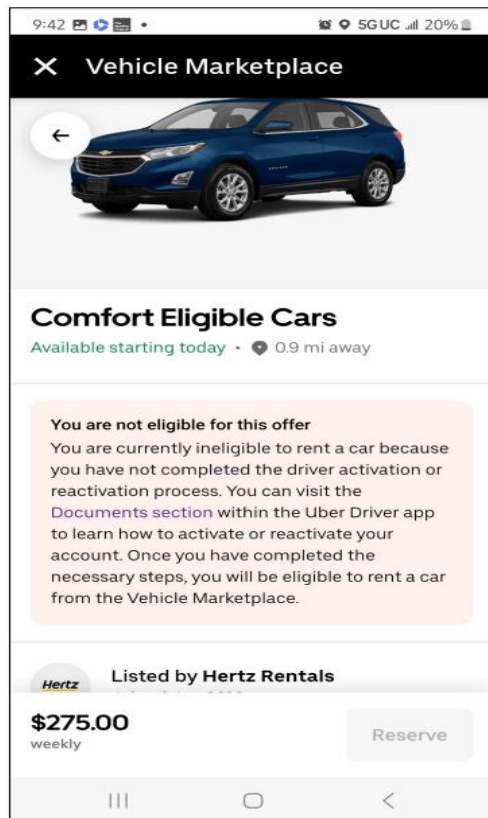 9:42
5GUC 20%
Vehicle Marketplace
Comfort Eligible Cars
Available starting today • 0.9 mi away
You are not eligible for this offer
You are currently ineligible to rent a car because
you have not completed the driver activation or
reactivation process. You can visit the
Documents section within the Uber Driver app
to learn how to activate or reactivate your
account. Once you have completed the
necessary steps, you will be eligible to rent a car
from the Vehicle Marketplace.
Hertz
Listed by Hertz Rentals
$275.00
weekly
Reserve